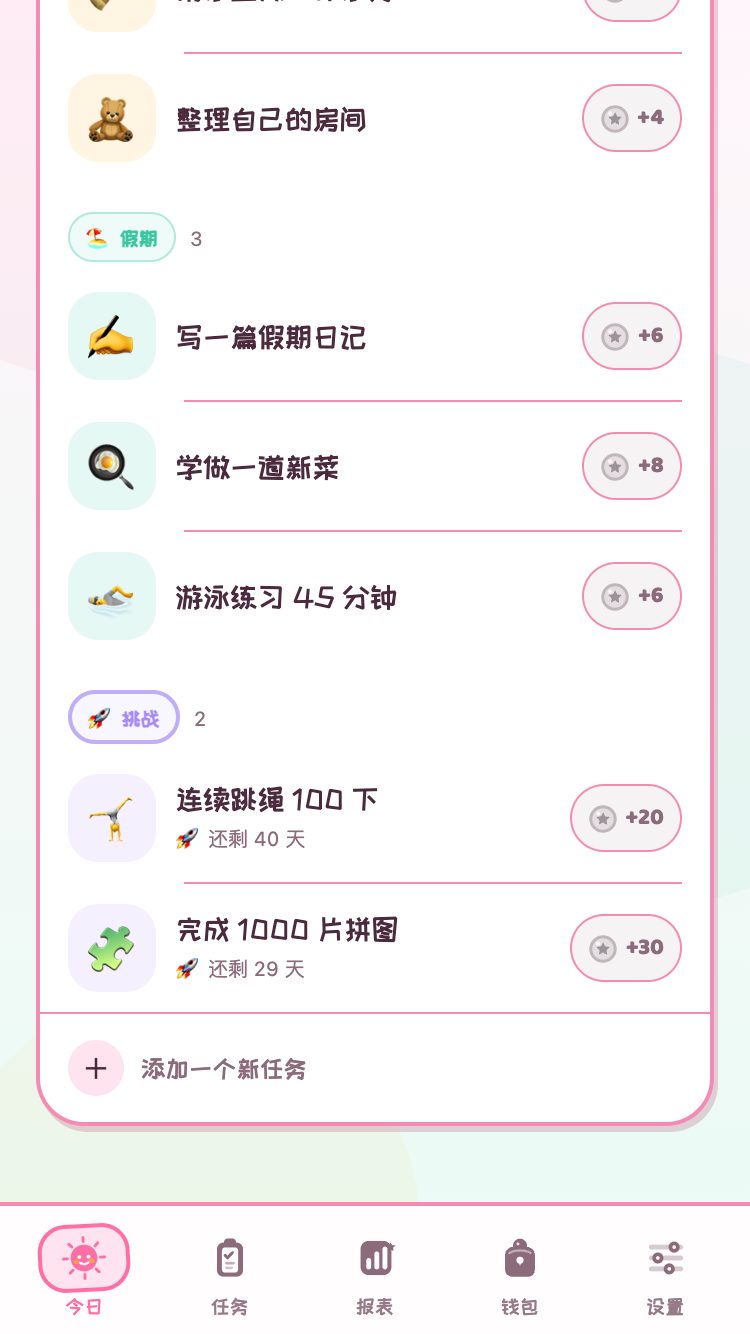 整理自己的房间
+4
假期
3
写一篇假期日记
+6
学做一道新菜
+8
游泳练习 45 分钟
+6
挑战
2
连续跳绳 100 下
还剩 40 天
+20
完成 1000 片拼图
还剩 29 天
+30
+ 添加一个新任务
今日
任务
报表
钱包
设置